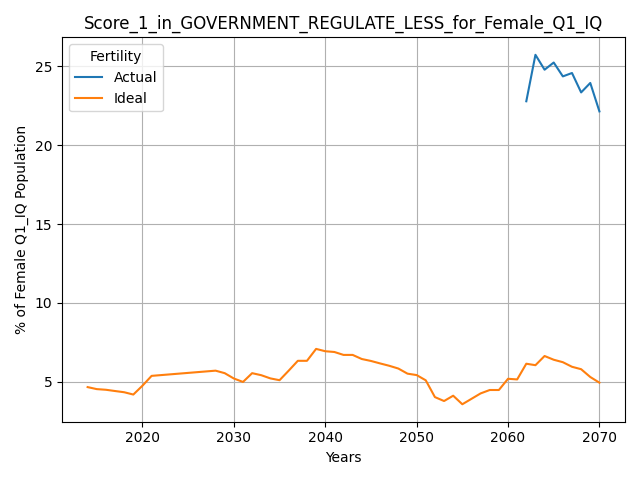 Score_1_in_GOVERNMENT_REGULATE_LESS_for_Female_Q1_IQ
Fertility
Actual
Ideal
% of Female Q1_IQ Population
25
20
15
10
5
2020 2030 2040 2050 2060 2070
Years